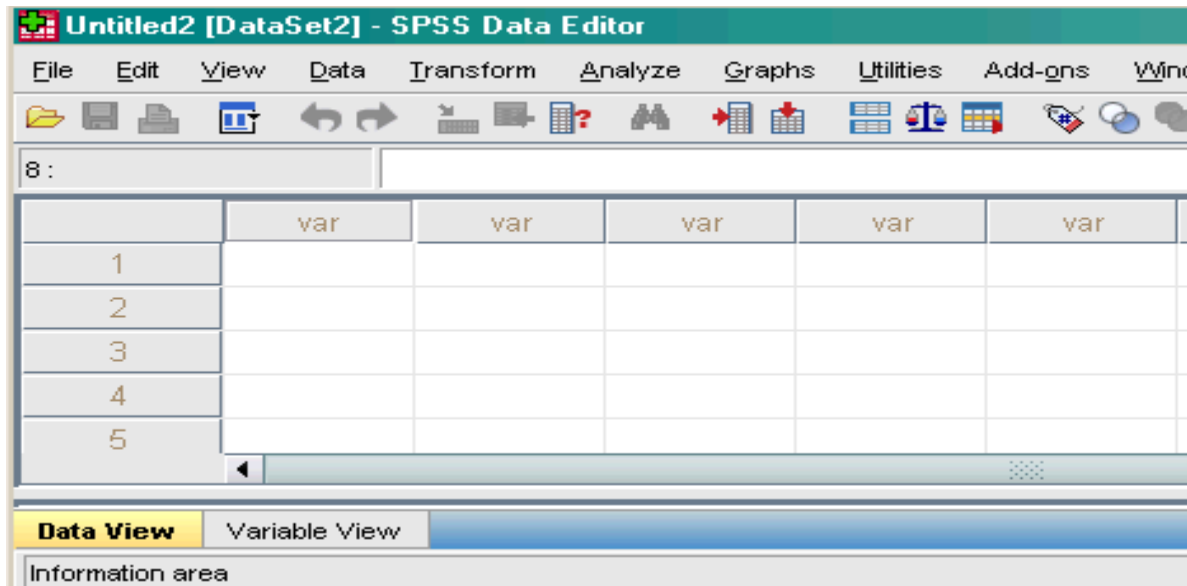 Untitled2 [DataSet2] - SPSS Data Editor
File Edit View Data Transform Analyze Graphs Utilities Add-ons
8 :
var var var var var
1
2
3
4
5
Data View Variable View
Information area